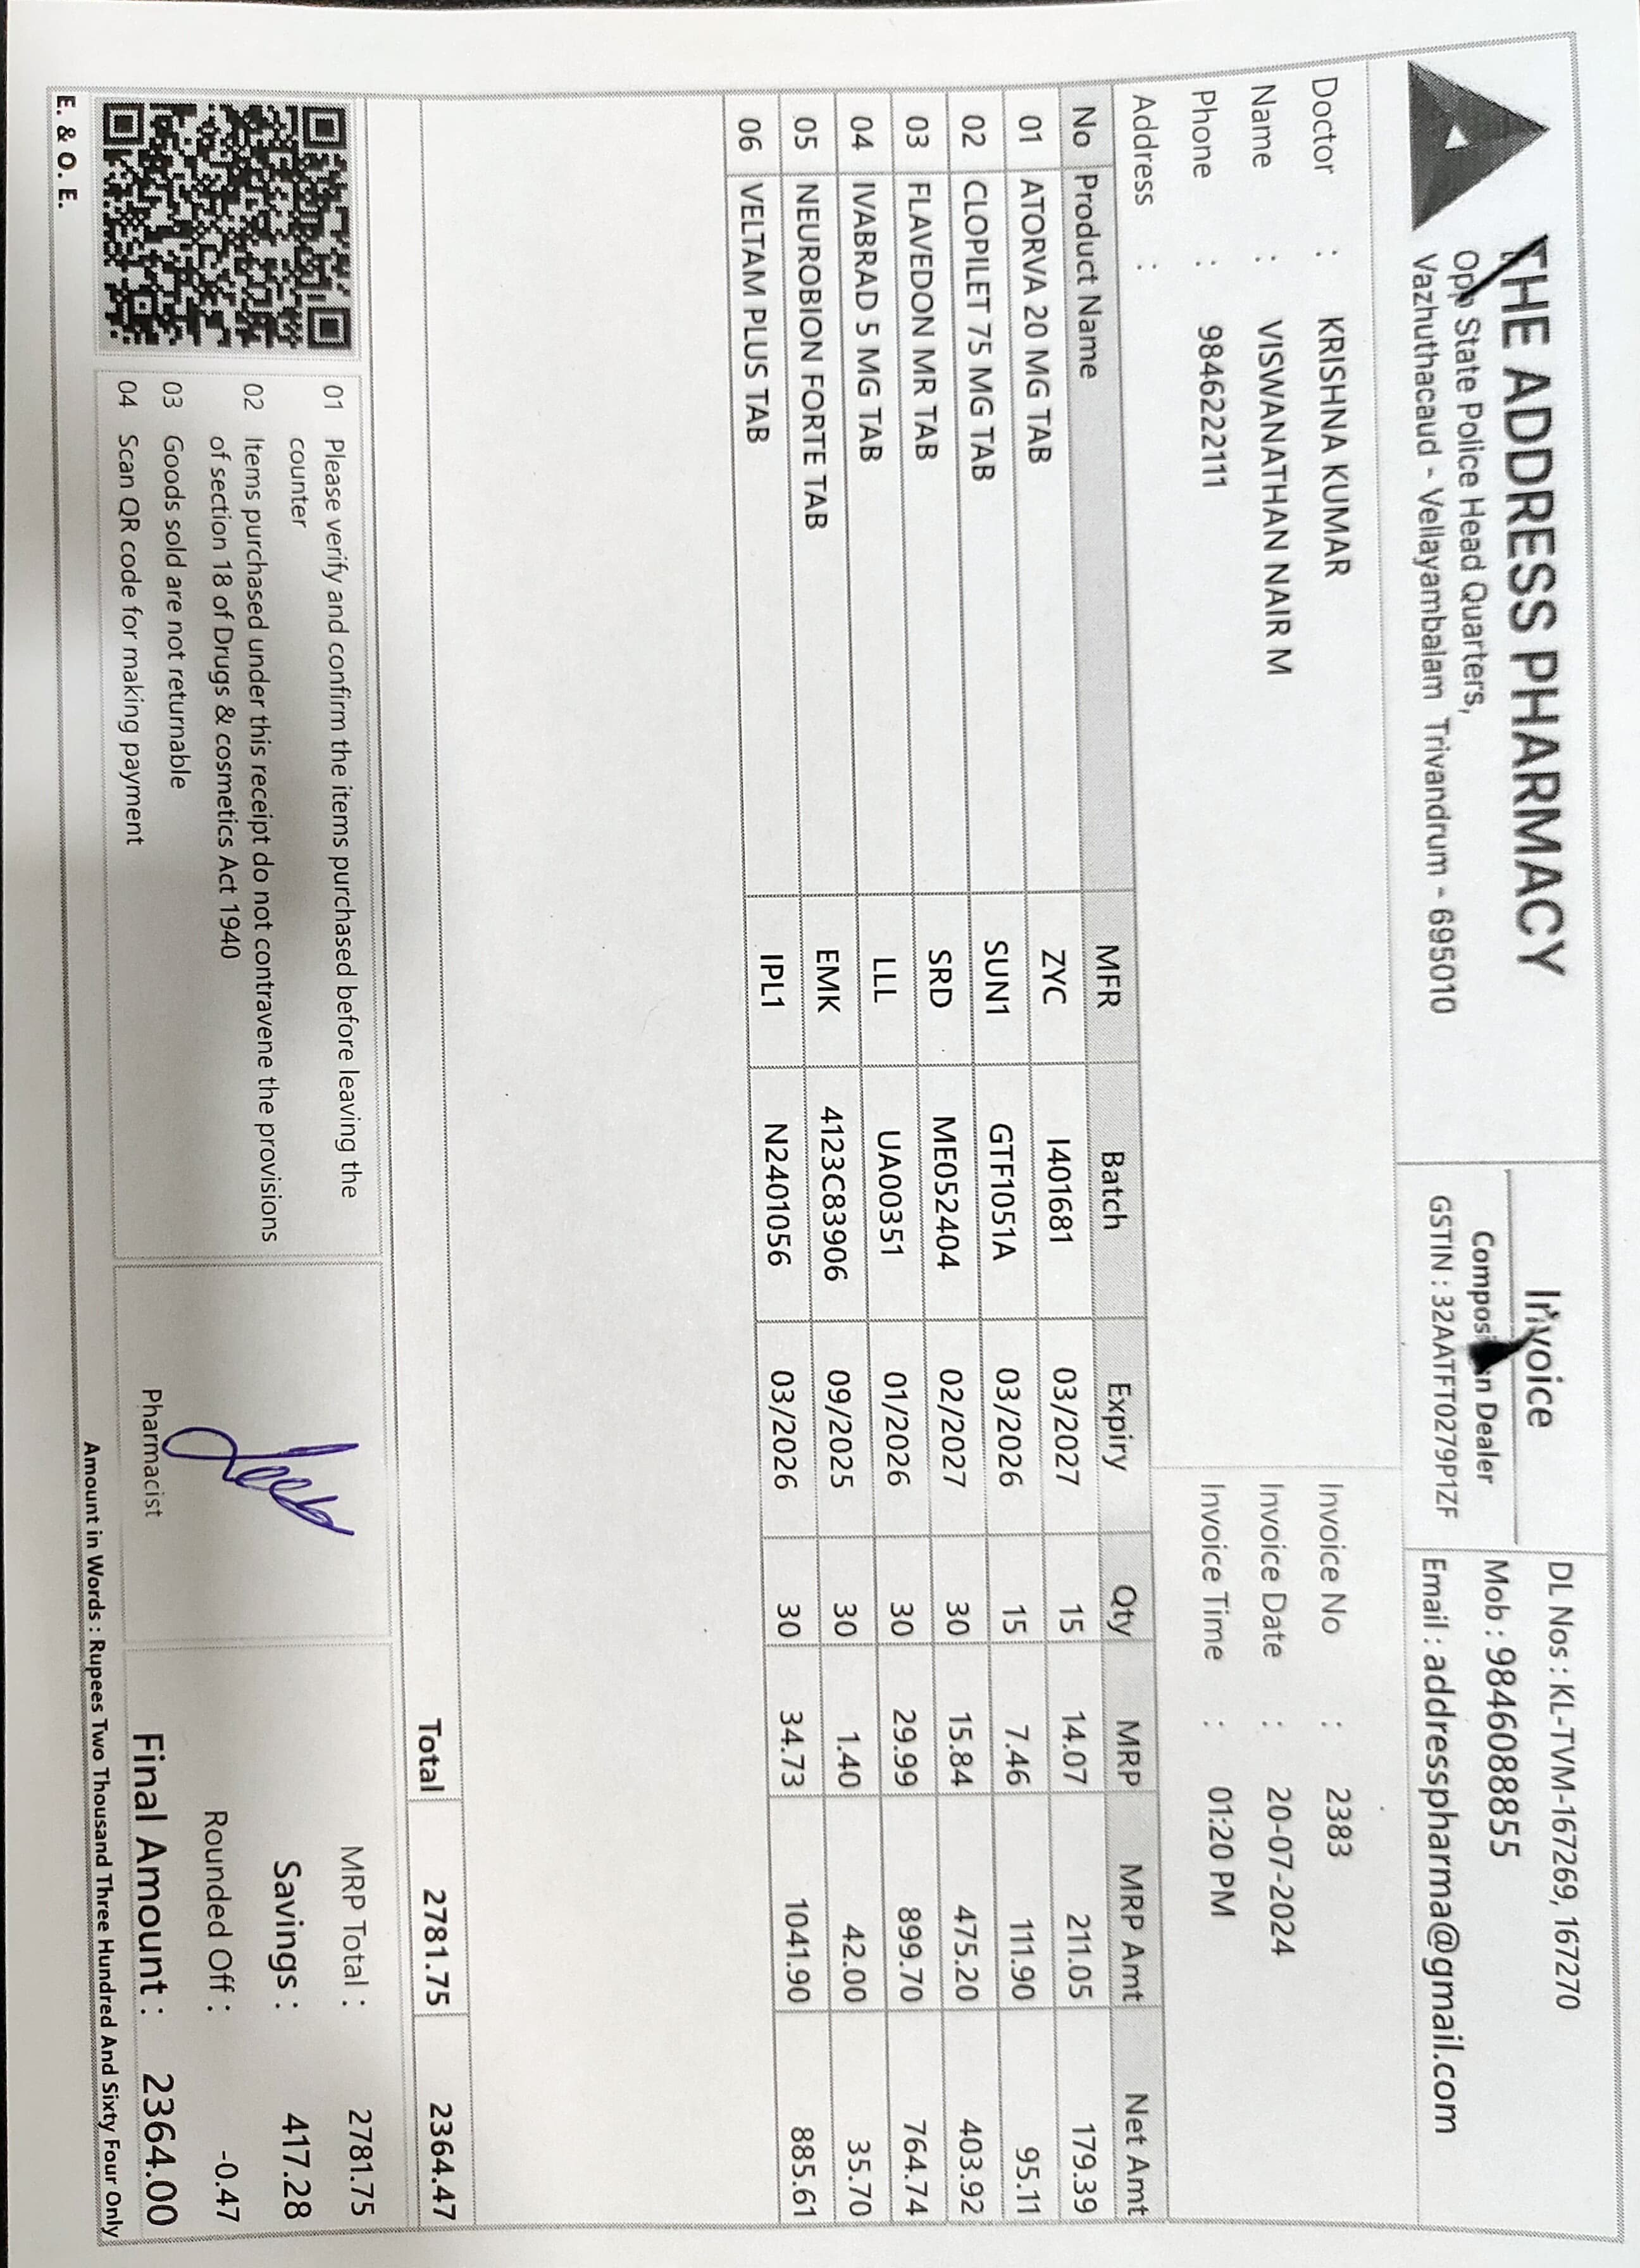 THE ADDRESS PHARMACY
Opp State Police Head Quarters,
Vazhuthacaud - Vellayambalam Trivandrum - 695010
Invoice
Composition Dealer
GSTIN : 32AATFT0279P1ZF
DL Nos : KL-TVM-167269, 167270
Mob : 9846088855
Email : addresspharma@gmail.com
Doctor : KRISHNA KUMAR
Name : VISWANATHAN NAIR M
Phone : 9846222111
Address :
Invoice No : 2383
Invoice Date : 20-07-2024
Invoice Time : 01:20 PM
No Product Name MFR Batch Expiry Qty MRP MRP Amt Net Amt
01 ATORVA 20 MG TAB ZYC I401681 03/2027 15 14.07 211.05 179.39
02 CLOPILET 75 MG TAB SUN1 GTF1051A 03/2026 15 7.46 111.90 95.11
03 FLAVEDON MR TAB SRD ME052404 02/2027 30 15.84 475.20 403.92
04 IVABRAD 5 MG TAB LLL UA00351 01/2026 30 29.99 899.70 764.74
05 NEUROBION FORTE TAB EMK 4123C83906 09/2025 30 1.40 42.00 35.70
06 VELTAM PLUS TAB IPL1 N2401056 03/2026 30 34.73 1041.90 885.61
Total 2781.75 2364.47
01 Please verify and confirm the items purchased before leaving the
counter
02 Items purchased under this receipt do not contravene the provisions
of section 18 of Drugs & cosmetics Act 1940
03 Goods sold are not returnable
04 Scan QR code for making payment
Pharmacist
MRP Total : 2781.75
Savings : 417.28
Rounded Off : -0.47
Final Amount : 2364.00
Amount in Words : Rupees Two Thousand Three Hundred And Sixty Four Only
E. & O. E.